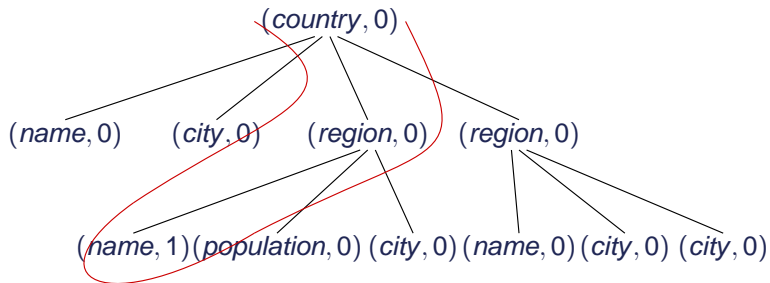 (country, 0)
(name, 0) (city, 0) (region, 0) (region, 0)
(name, 1)(population, 0) (city, 0) (name, 0) (city, 0) (city, 0)